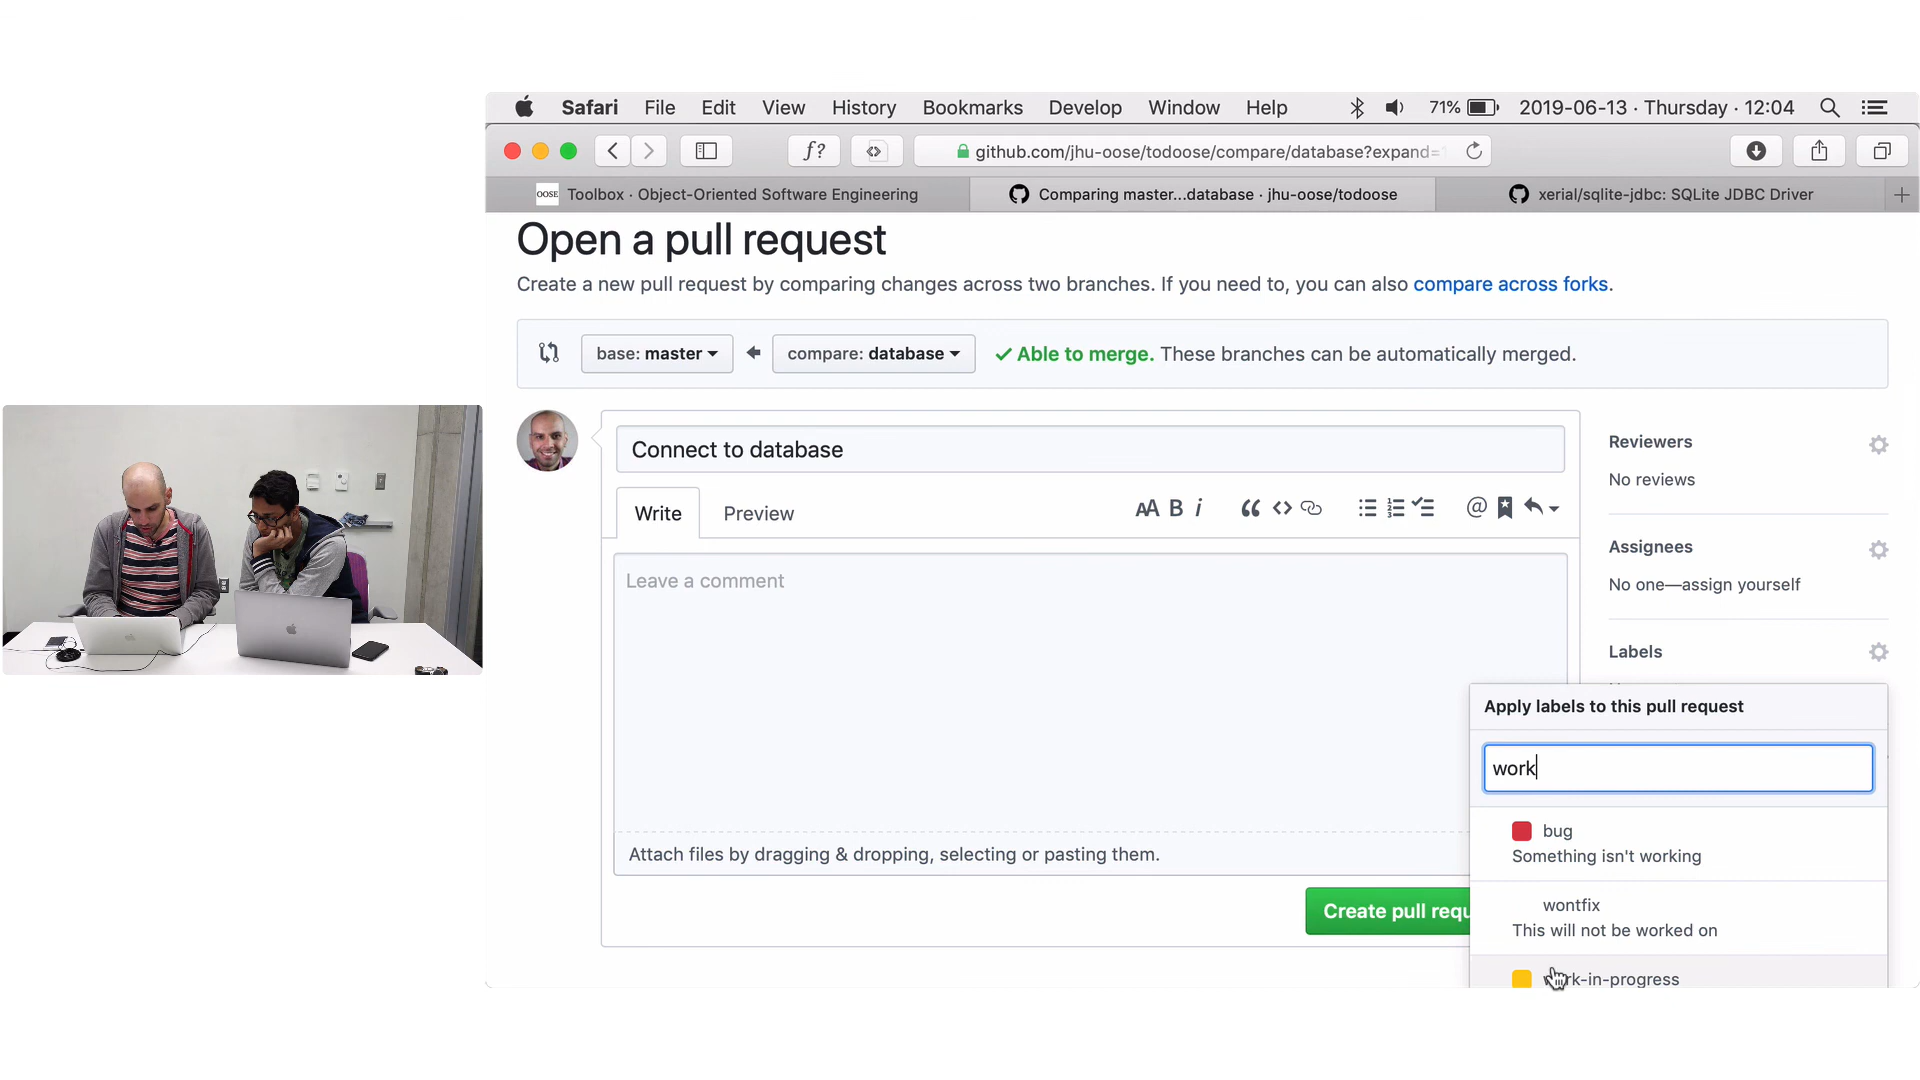 Safari File Edit View History Bookmarks Develop Window Help 71% 2019-06-13 · Thursday · 12:04
f? github.com/jhu-oose/todoose/compare/database?expand=
OOSE Toolbox · Object-Oriented Software Engineering Comparing master...database · jhu-oose/todoose xerial/sqlite-jdbc: SQLite JDBC Driver
Open a pull request
Create a new pull request by comparing changes across two branches. If you need to, you can also compare across forks.
base: master compare: database Able to merge. These branches can be automatically merged.
Connect to database
Write Preview AA B i @
Leave a comment
Attach files by dragging & dropping, selecting or pasting them.
Create pull requ
Reviewers
No reviews
Assignees
No one—assign yourself
Labels
Apply labels to this pull request
work
bug
Something isn't working
wontfix
This will not be worked on
work-in-progress